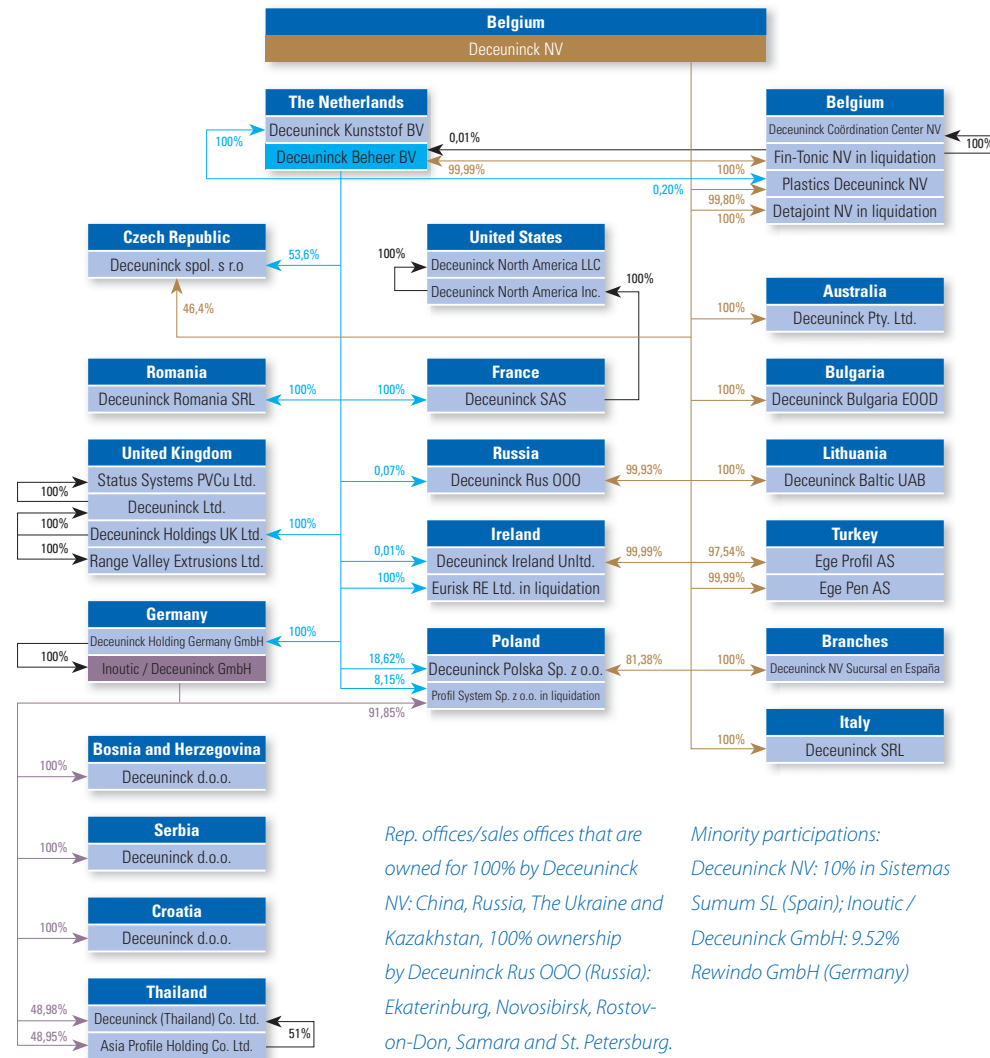 Belgium
Deceuninck NV
The Netherlands
Deceuninck Kunststof BV
Deceuninck Beheer BV
100%
0,01%
99,99%
Belgium
Deceuninck Coördination Center NV
Fin-Tonic NV in liquidation
Plastics Deceuninck NV
Detajoint NV in liquidation
100%
100%
0,20%
99,80%
100%
Czech Republic
Deceuninck spol. s r.o
53,6%
46,4%
United States
Deceuninck North America LLC
Deceuninck North America Inc.
100%
100%
Australia
Deceuninck Pty. Ltd.
100%
Romania
Deceuninck Romania SRL
100%
100%
France
Deceuninck SAS
Bulgaria
Deceuninck Bulgaria EOOD
100%
United Kingdom
Status Systems PVCu Ltd.
Deceuninck Ltd.
Deceuninck Holdings UK Ltd.
Range Valley Extrusions Ltd.
100%
100%
100%
100%
Russia
Deceuninck Rus OOO
0,07%
99,93%
Lithuania
Deceuninck Baltic UAB
100%
Ireland
Deceuninck Ireland Unltd.
Eurisk RE Ltd. in liquidation
0,01%
100%
99,99%
Turkey
Ege Profil AS
Ege Pen AS
97,54%
99,99%
Germany
Deceuninck Holding Germany GmbH
Inoutic / Deceuninck GmbH
100%
100%
Poland
Deceuninck Polska Sp. z o.o.
Profil System Sp. z o.o. in liquidation
18,62%
8,15%
91,85%
81,38%
Branches
Deceuninck NV Sucursal en España
100%
Italy
Deceuninck SRL
100%
Bosnia and Herzegovina
Deceuninck d.o.o.
100%
Serbia
Deceuninck d.o.o.
100%
Croatia
Deceuninck d.o.o.
100%
Thailand
Deceuninck (Thailand) Co. Ltd.
Asia Profile Holding Co. Ltd.
48,98%
48,95%
51%
Rep. offices/sales offices that are
owned for 100% by Deceuninck
NV: China, Russia, The Ukraine and
Kazakhstan, 100% ownership
by Deceuninck Rus OOO (Russia):
Ekaterinburg, Novosibirsk, Rostov-
on-Don, Samara and St. Petersburg.
Minority participations:
Deceuninck NV: 10% in Sistemas
Sumum SL (Spain); Inoutic /
Deceuninck GmbH: 9.52%
Rewindo GmbH (Germany)